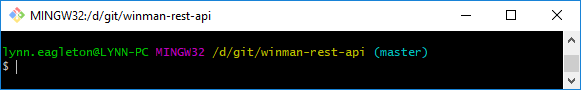 MINGW32:/d/git/winman-rest-api
lynn.eagleton@LYNN-PC MINGW32 /d/git/winman-rest-api (master)
$